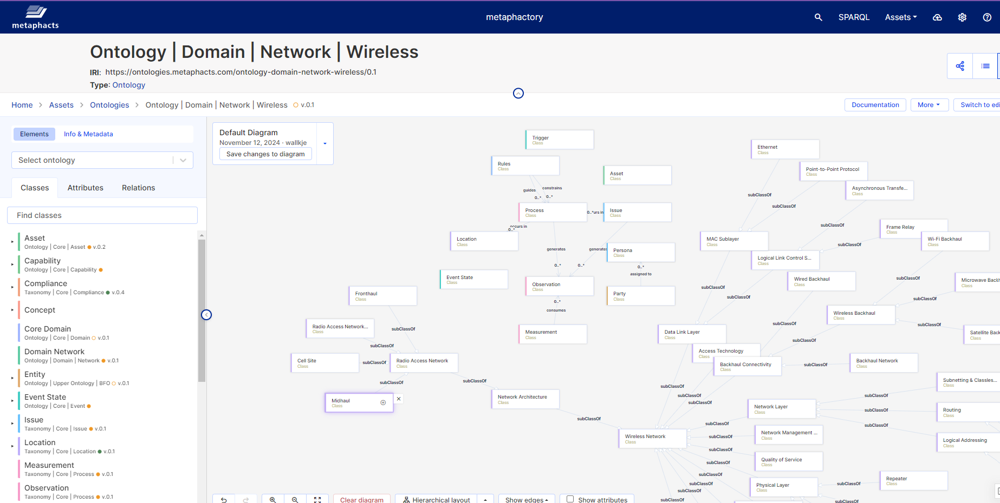 metaphacts
metaphactory
SPARQL
Assets
Ontology | Domain | Network | Wireless
IRI: https://ontologies.metaphacts.com/ontology-domain-network-wireless/0.1
Type: Ontology
Home > Assets > Ontologies > Ontology | Domain | Network | Wireless v.0.1
Documentation
More
Switch to edi
Elements
Info & Metadata
Select ontology
Classes
Attributes
Relations
Find classes
Asset
Ontology | Core | Asset v.0.2
Capability
Ontology | Core | Capability
Compliance
Taxonomy | Core | Compliance v.0.4
Concept
Core Domain
Ontology | Core | Domain v.0.1
Domain Network
Ontology | Domain | Network v.0.1
Entity
Ontology | Upper Ontology | BFO v.0.1
Event State
Ontology | Core | Event
Issue
Taxonomy | Core | Issue v.0.1
Location
Taxonomy | Core | Location v.0.1
Measurement
Taxonomy | Core | Process v.0.1
Observation
Taxonomy | Core | Process v.0.1
Default Diagram
November 12, 2024 · wallkje
Save changes to diagram
Trigger
Class
Rules
Class
Asset
Class
guides
constrains
0..*
0..*
Process
Class
0..*
urs in
Issue
Class
occurs in
0..*
Location
Class
generates
generates
0..*
0..*
Persona
Class
0..*
assigned to
Event State
Class
Observation
Class
Party
Class
0..*
consumes
Measurement
Class
Fronthaul
Class
Radio Access Network...
Class
subClassOf
subClassOf
Cell Site
Class
subClassOf
Radio Access Network
Class
subClassOf
subClassOf
Midhaul
Class
Network Architecture
Class
subClassOf
Wireless Network
Class
Ethernet
Class
Point-to-Point Protocol
Class
Asynchronous Transfe...
Class
subClassOf
subClassOf
subClassOf
Frame Relay
Class
MAC Sublayer
Class
Wi-Fi Backhaul
Class
subClassOf
Logical Link Control S...
Class
Wired Backhaul
Class
subClassOf
Microwave Backh
Class
subClassOf
subClassOf
subClassOf
Wireless Backhaul
Class
subClassOf
subClassOf
Data Link Layer
Class
Satellite Back
Class
subClassOf
Access Technology
Class
Backhaul Connectivity
Class
subClassOf
Backhaul Network
Class
subClassOf
subClassOf
subClassOf
Subnetting & Classles...
Class
subClassOf
Network Layer
Class
subClassOf
Routing
Class
subClassOf
subClassOf
Network Management ...
Class
subClassOf
Logical Addressing
Class
subClassOf
Quality of Service
Class
subClassOf
subClassOf
Physical Layer
Class
subClassOf
Repeater
Class
subClassOf
subClassOf
subClassOf
subClassOf
Clear diagram
Hierarchical layout
Show edges
Show attributes